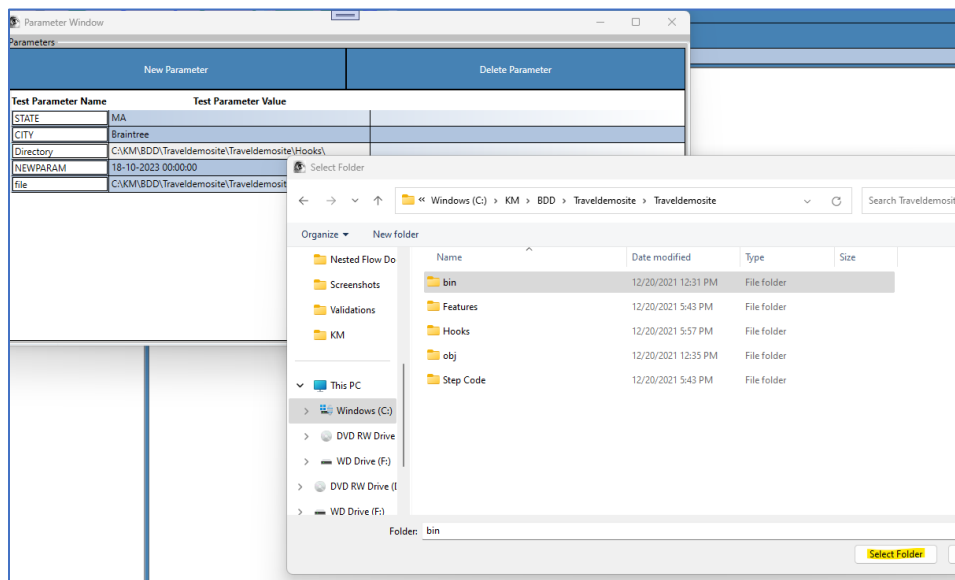 Parameter Window
Parameters
New Parameter Delete Parameter
Test Parameter Name Test Parameter Value
STATE MA
CITY Braintree
Directory C:\KM\BDD\Traveldemosite\Traveldemosite\Hooks\
NEWPARAM 18-10-2023 00:00:00
file C:\KM\BDD\Traveldemosite\Traveldemosit
Select Folder
« Windows (C:) > KM > BDD > Traveldemosite > Traveldemosite Search Traveldemosit
Organize New folder
Name Date modified Type Size
Nested Flow Do
Screenshots
Validations
KM
This PC
Windows (C:)
DVD RW Drive
WD Drive (F:)
DVD RW Drive (I
WD Drive (F:)
bin 12/20/2021 12:31 PM File folder
Features 12/20/2021 5:43 PM File folder
Hooks 12/20/2021 5:57 PM File folder
obj 12/20/2021 12:35 PM File folder
Step Code 12/20/2021 5:43 PM File folder
Folder: bin
Select Folder